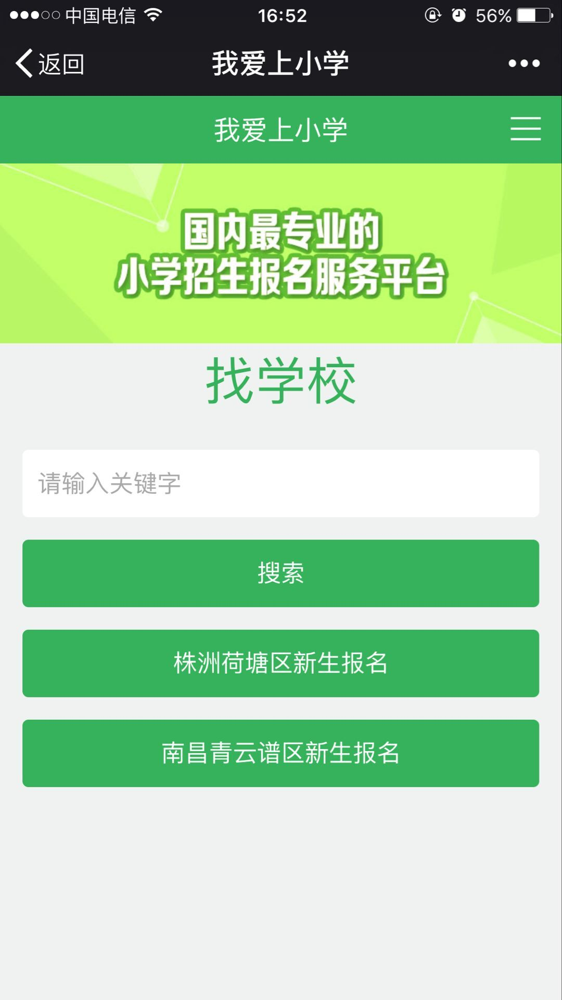 中国电信 16:52 56%
返回 我爱上小学
我爱上小学
国内最专业的
小学招生报名服务平台
找学校
请输入关键字
搜索
株洲荷塘区新生报名
南昌青云谱区新生报名